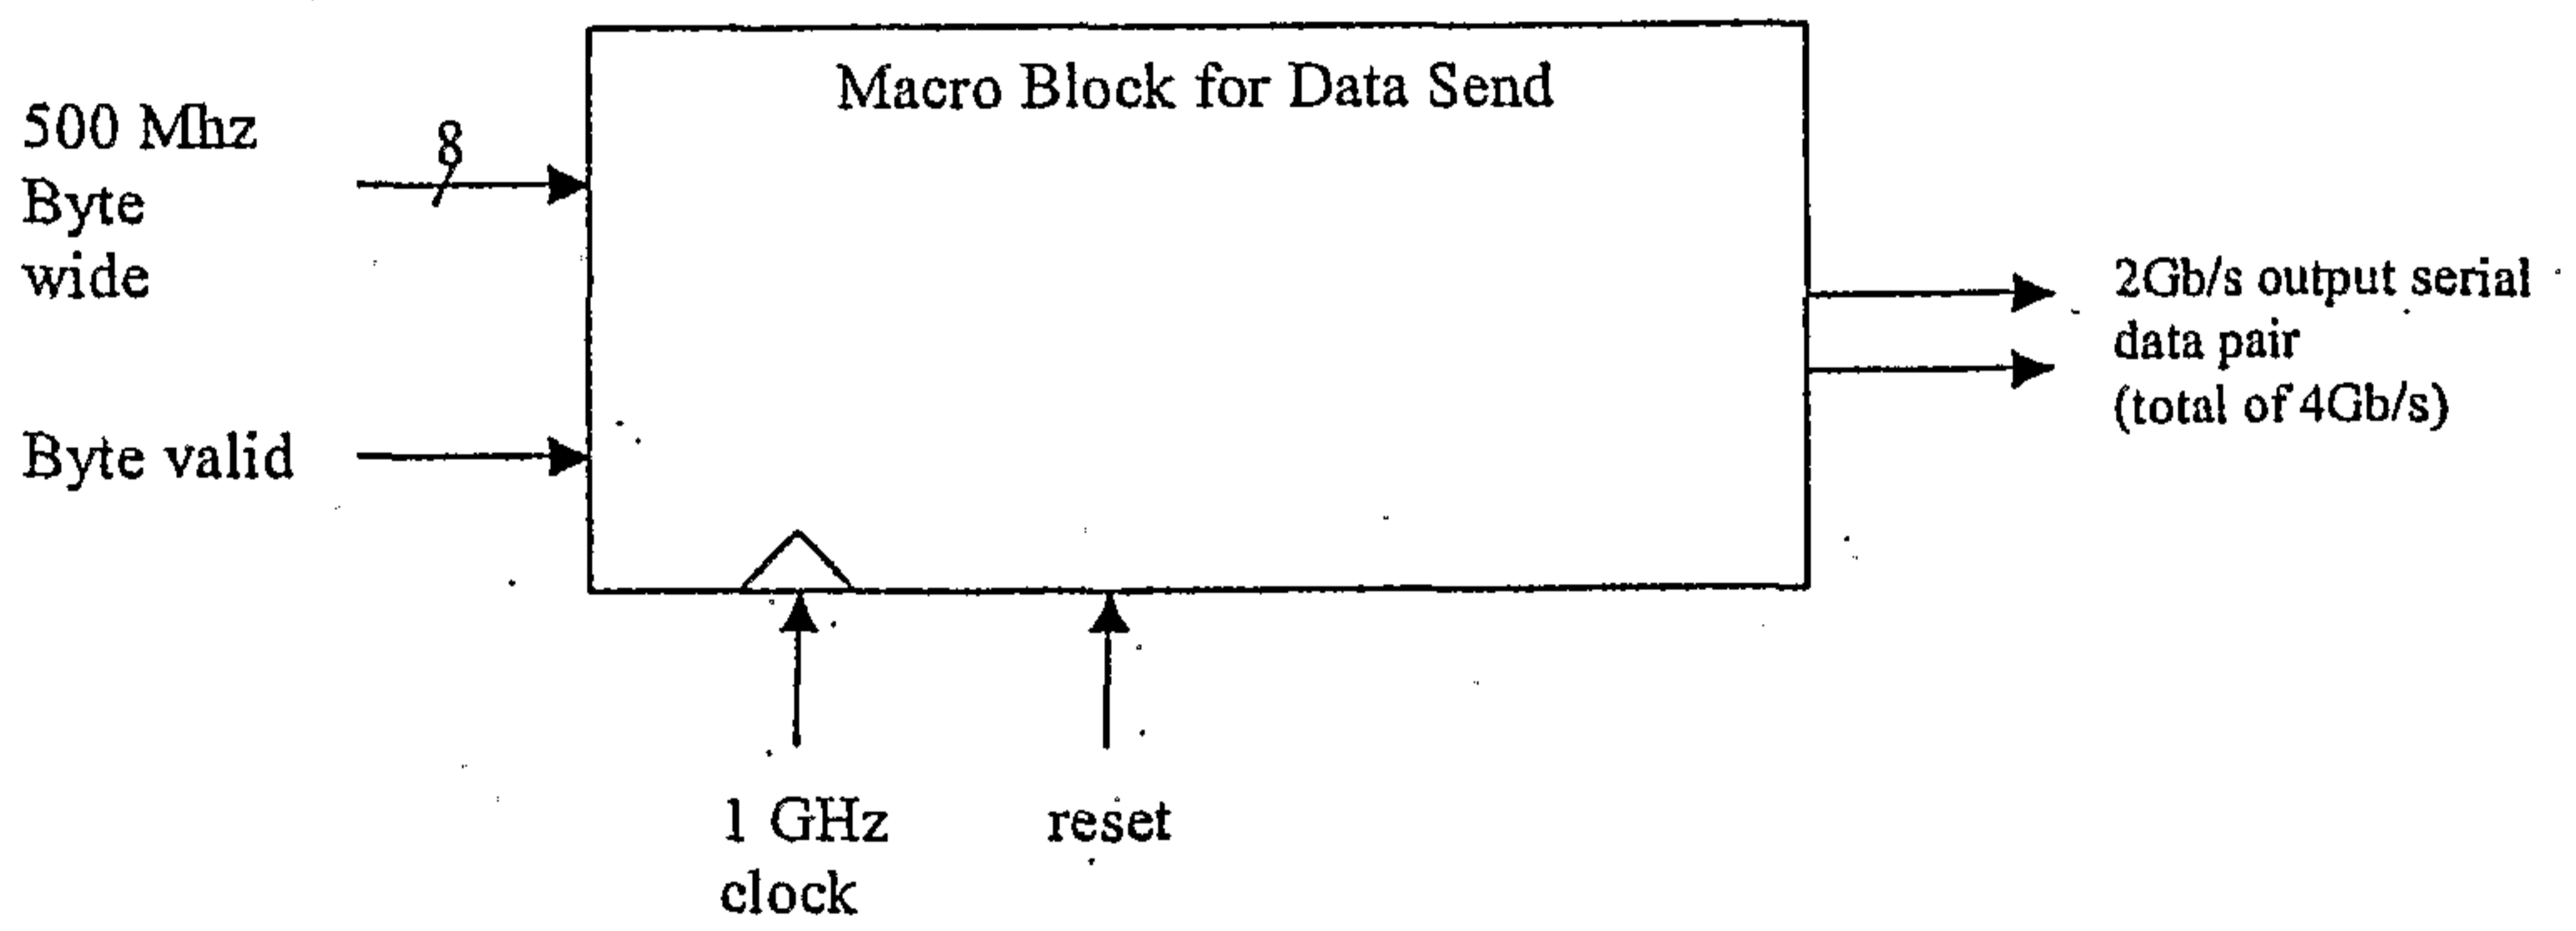 Macro Block for Data Send
500 Mhz
Byte
wide
8
Byte valid
2Gb/s output serial
data pair
(total of 4Gb/s)
1 GHz
clock
reset